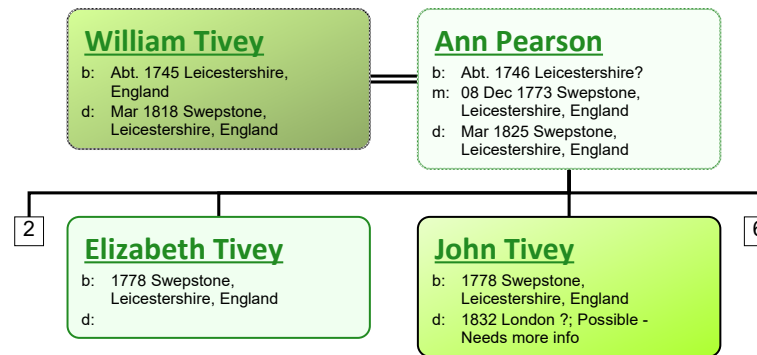 William Tivey
b: Abt. 1745 Leicestershire,
England
d: Mar 1818 Swepstone,
Leicestershire, England
Ann Pearson
b: Abt. 1746 Leicestershire?
m: 08 Dec 1773 Swepstone,
Leicestershire, England
d: Mar 1825 Swepstone,
Leicestershire, England
2
Elizabeth Tivey
b: 1778 Swepstone,
Leicestershire, England
d:
John Tivey
b: 1778 Swepstone,
Leicestershire, England
d: 1832 London ?; Possible -
Needs more info